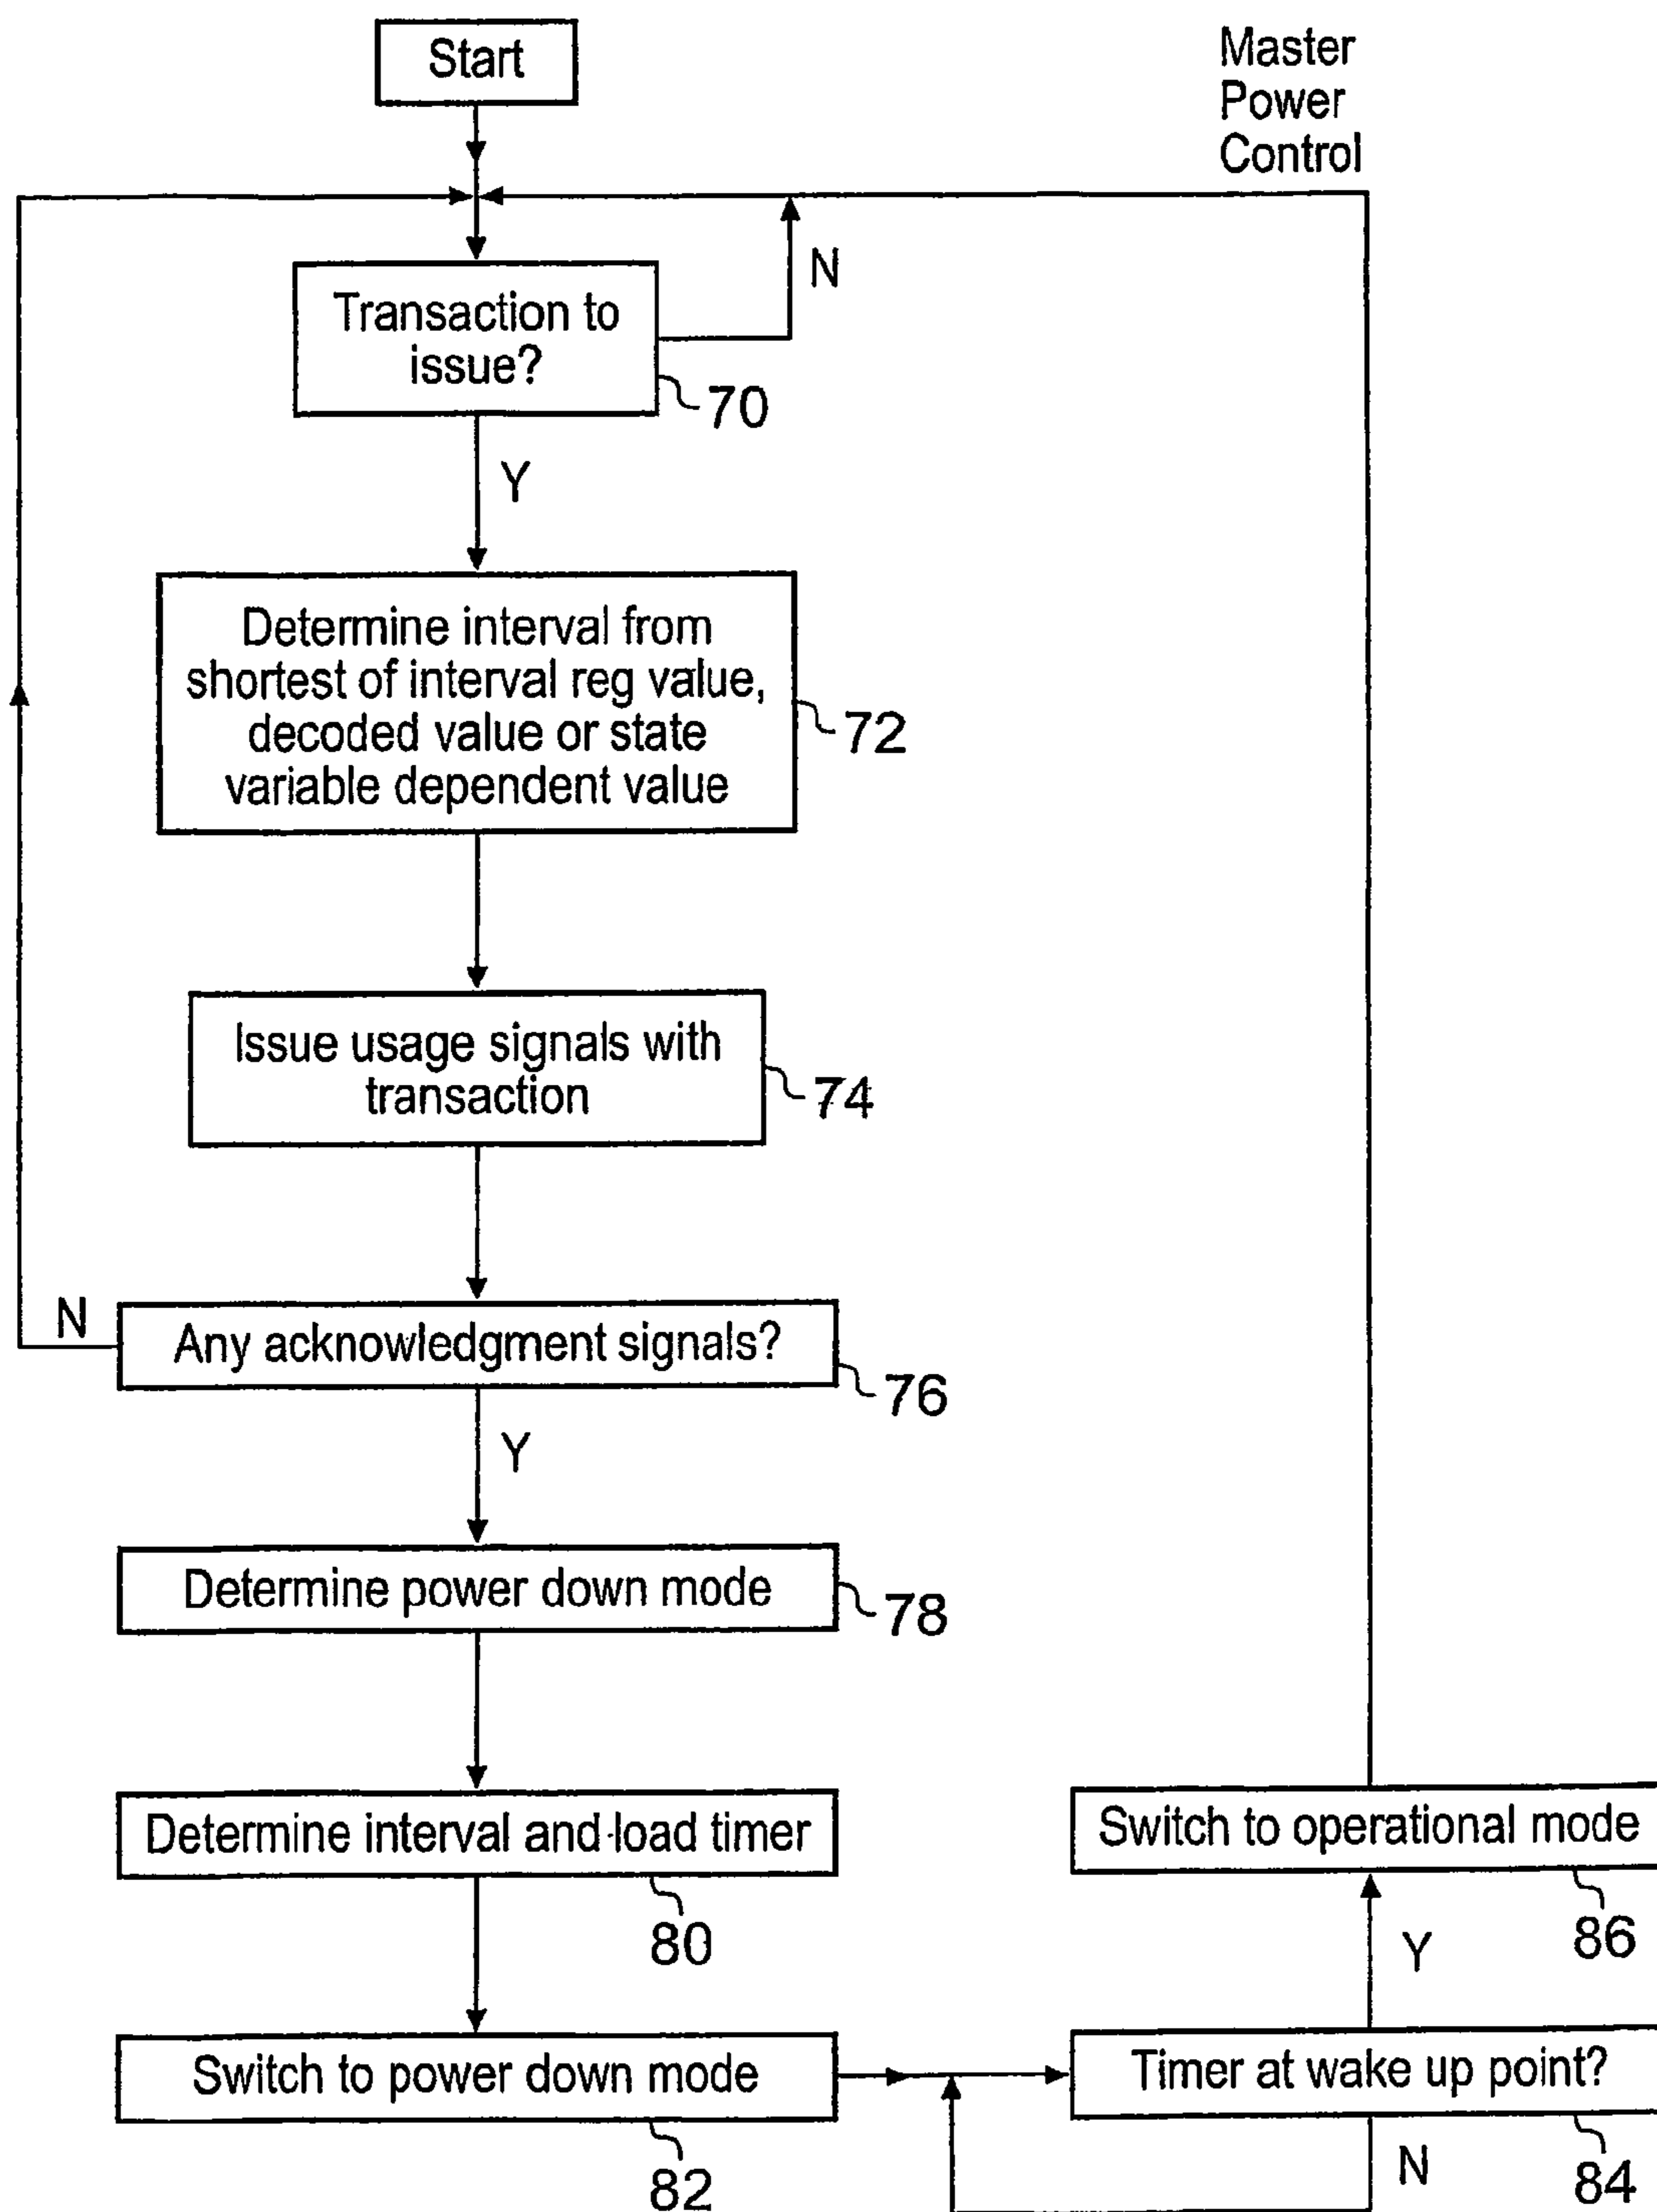 Start
Master
Power
Control
N
Transaction to
issue?
70
Y
Determine interval from
shortest of interval reg value,
decoded value or state
variable dependent value
72
Issue usage signals with
transaction
74
N
Any acknowledgment signals?
76
Y
Determine power down mode
78
Determine interval and load timer
80
Switch to operational mode
86
Y
Switch to power down mode
82
Timer at wake up point?
84
N